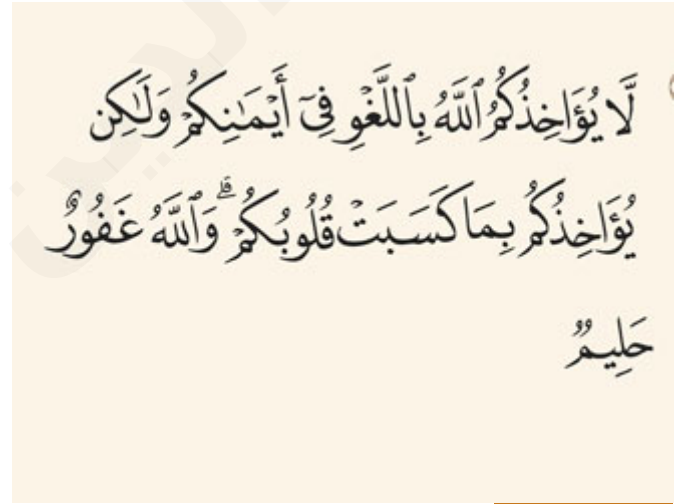 لَّا يُؤَاخِذُكُمُ ٱللَّهُ بِٱللَّغْوِ فِىٓ أَيْمَـٰنِكُمْ وَلَـٰكِن
يُؤَاخِذُكُم بِمَا كَسَبَتْ قُلُوبُكُمْ ۗ وَٱللَّهُ غَفُورٌ
حَلِيمٌ